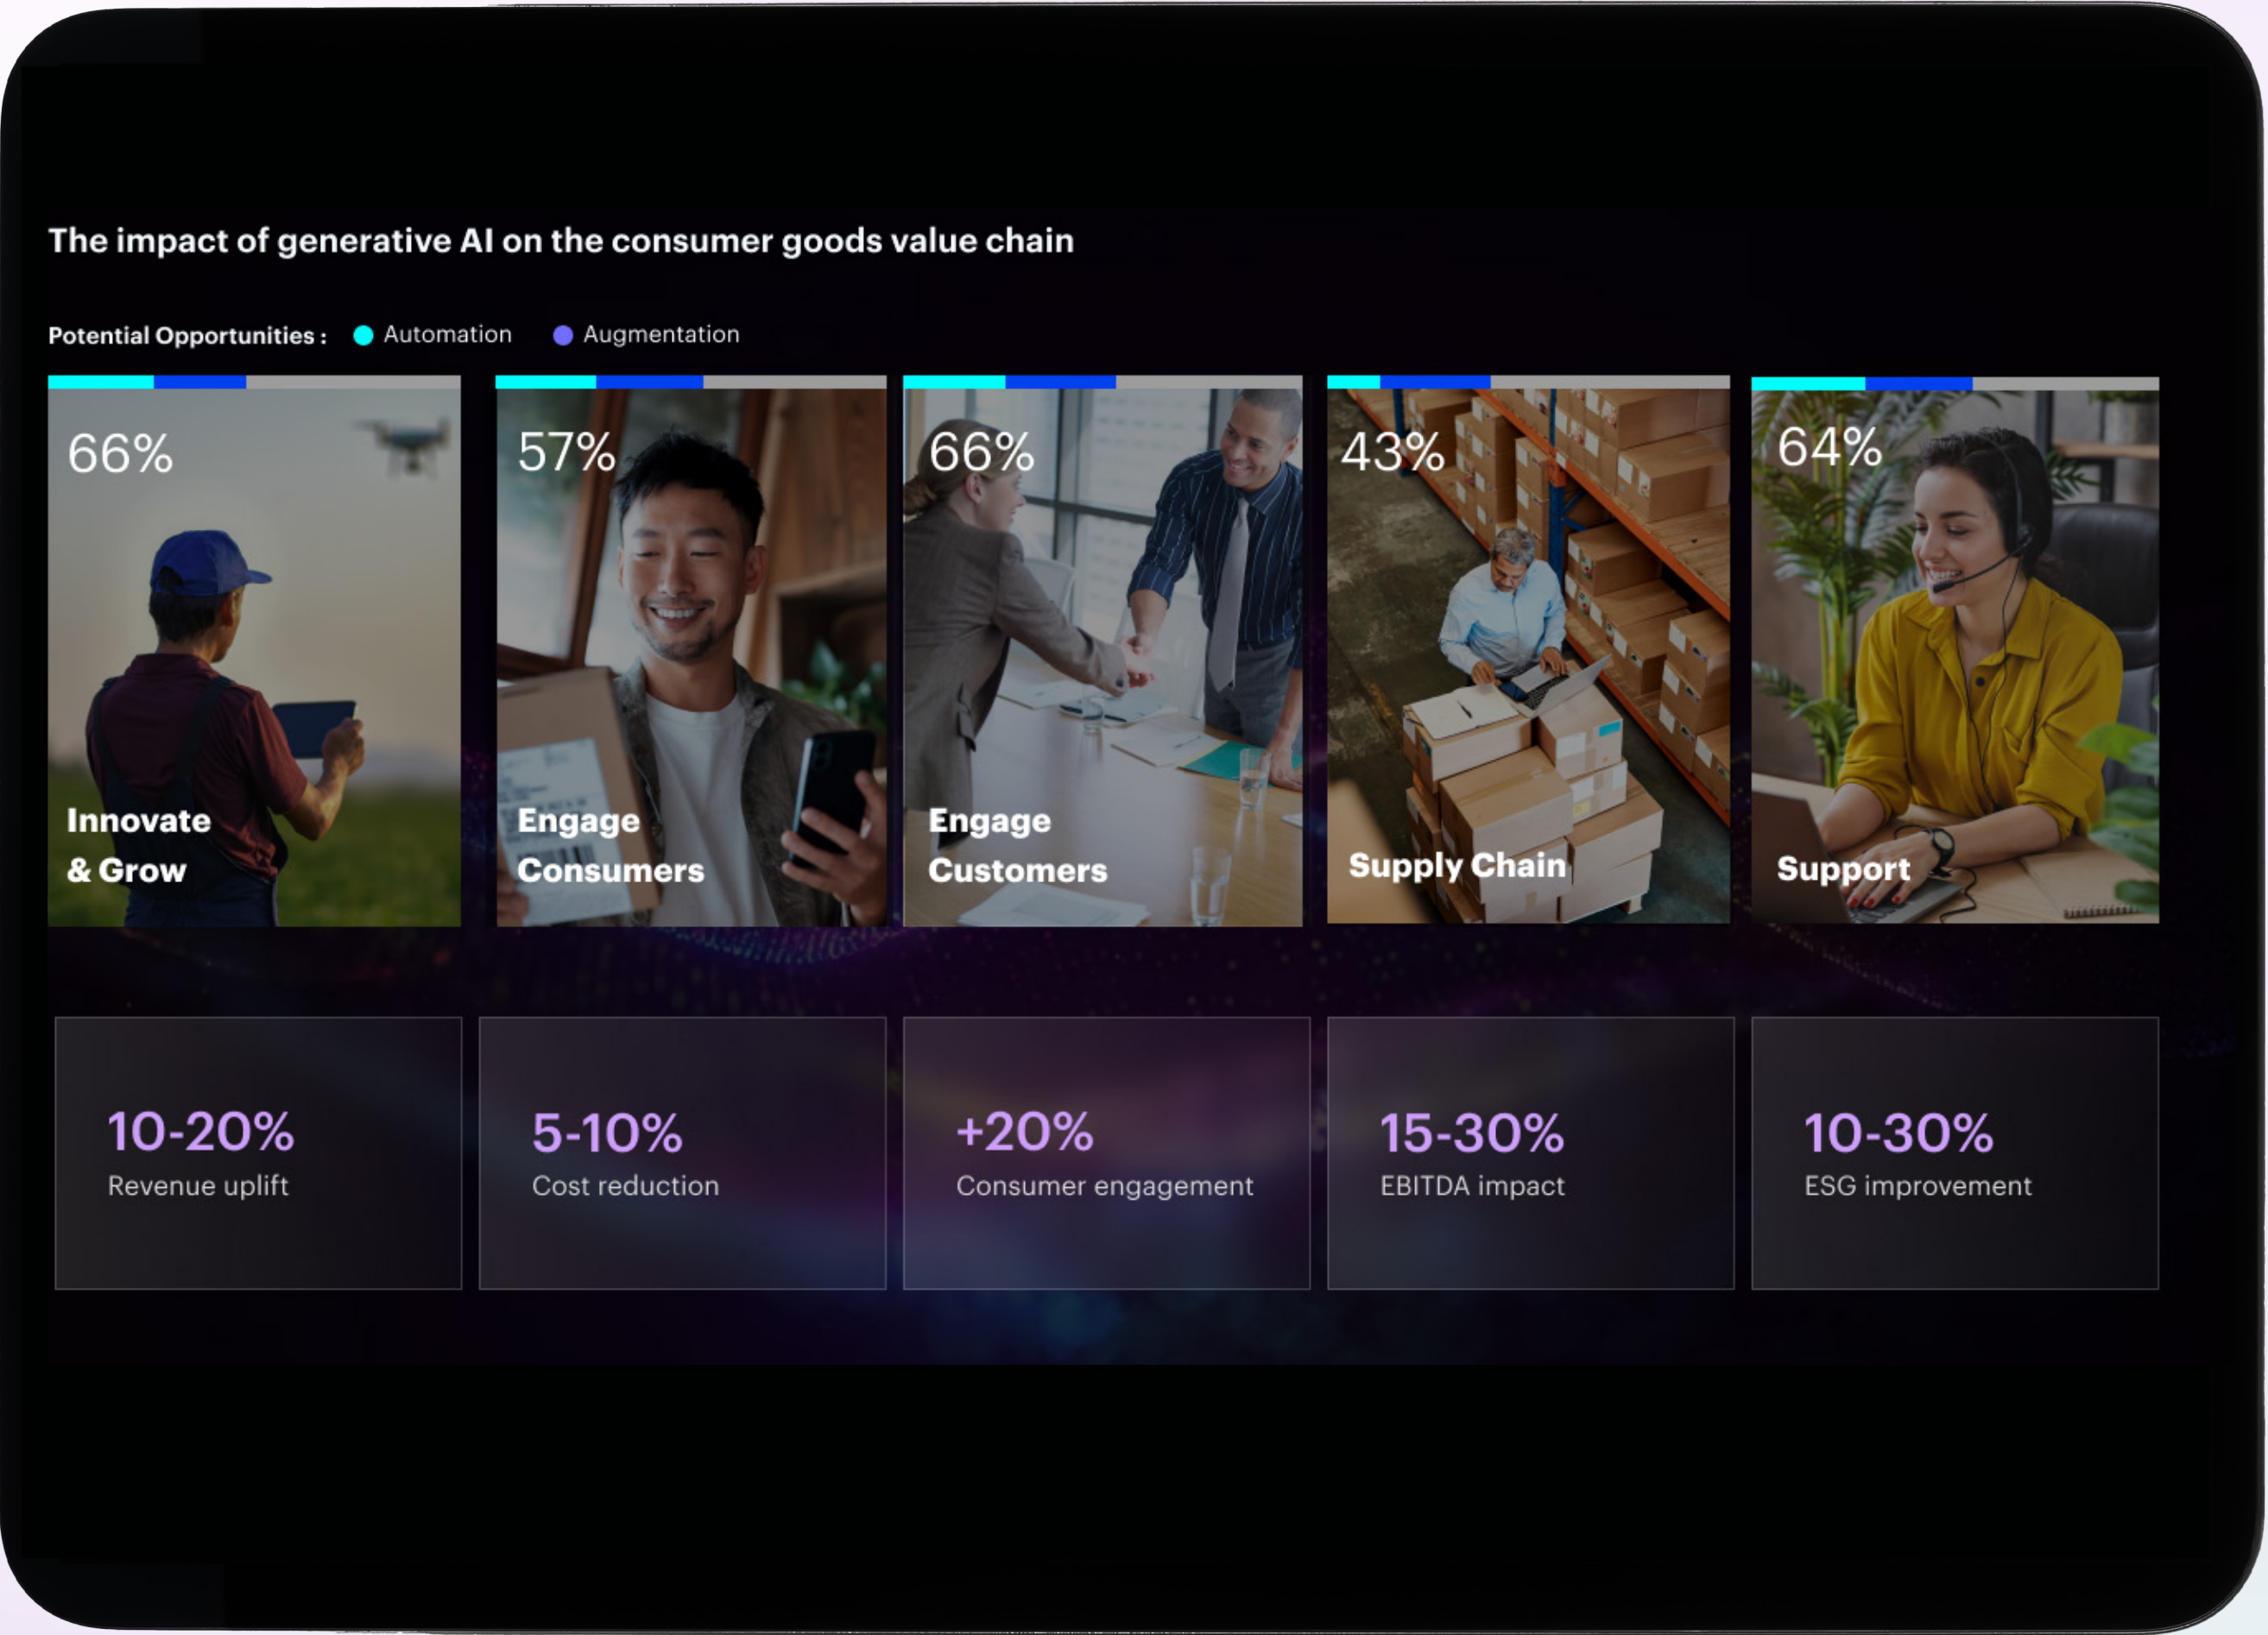 The impact of generative AI on the consumer goods value chain
Potential Opportunities :
Automation
Augmentation
66%
Innovate
& Grow
57%
Engage
Consumers
66%
Engage
Customers
43%
Supply Chain
64%
Support
10-20%
Revenue uplift
5-10%
Cost reduction
+20%
Consumer engagement
15-30%
EBITDA impact
10-30%
ESG improvement